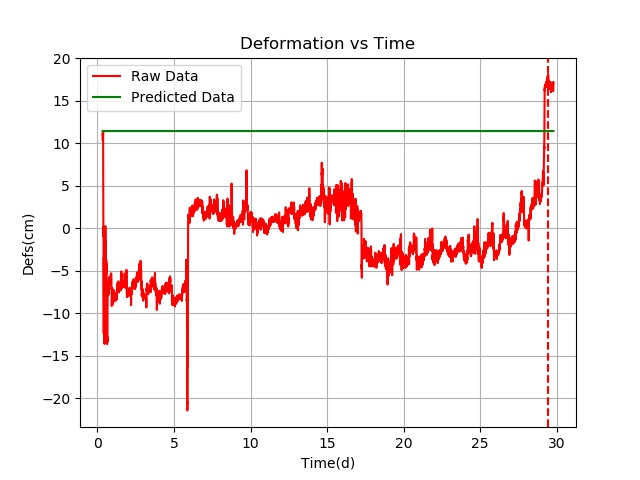 Deformation vs Time
Raw Data
Predicted Data
Defs(cm)
20
15
10
5
0
−5
−10
−15
−20
0 5 10 15 20 25 30
Time(d)